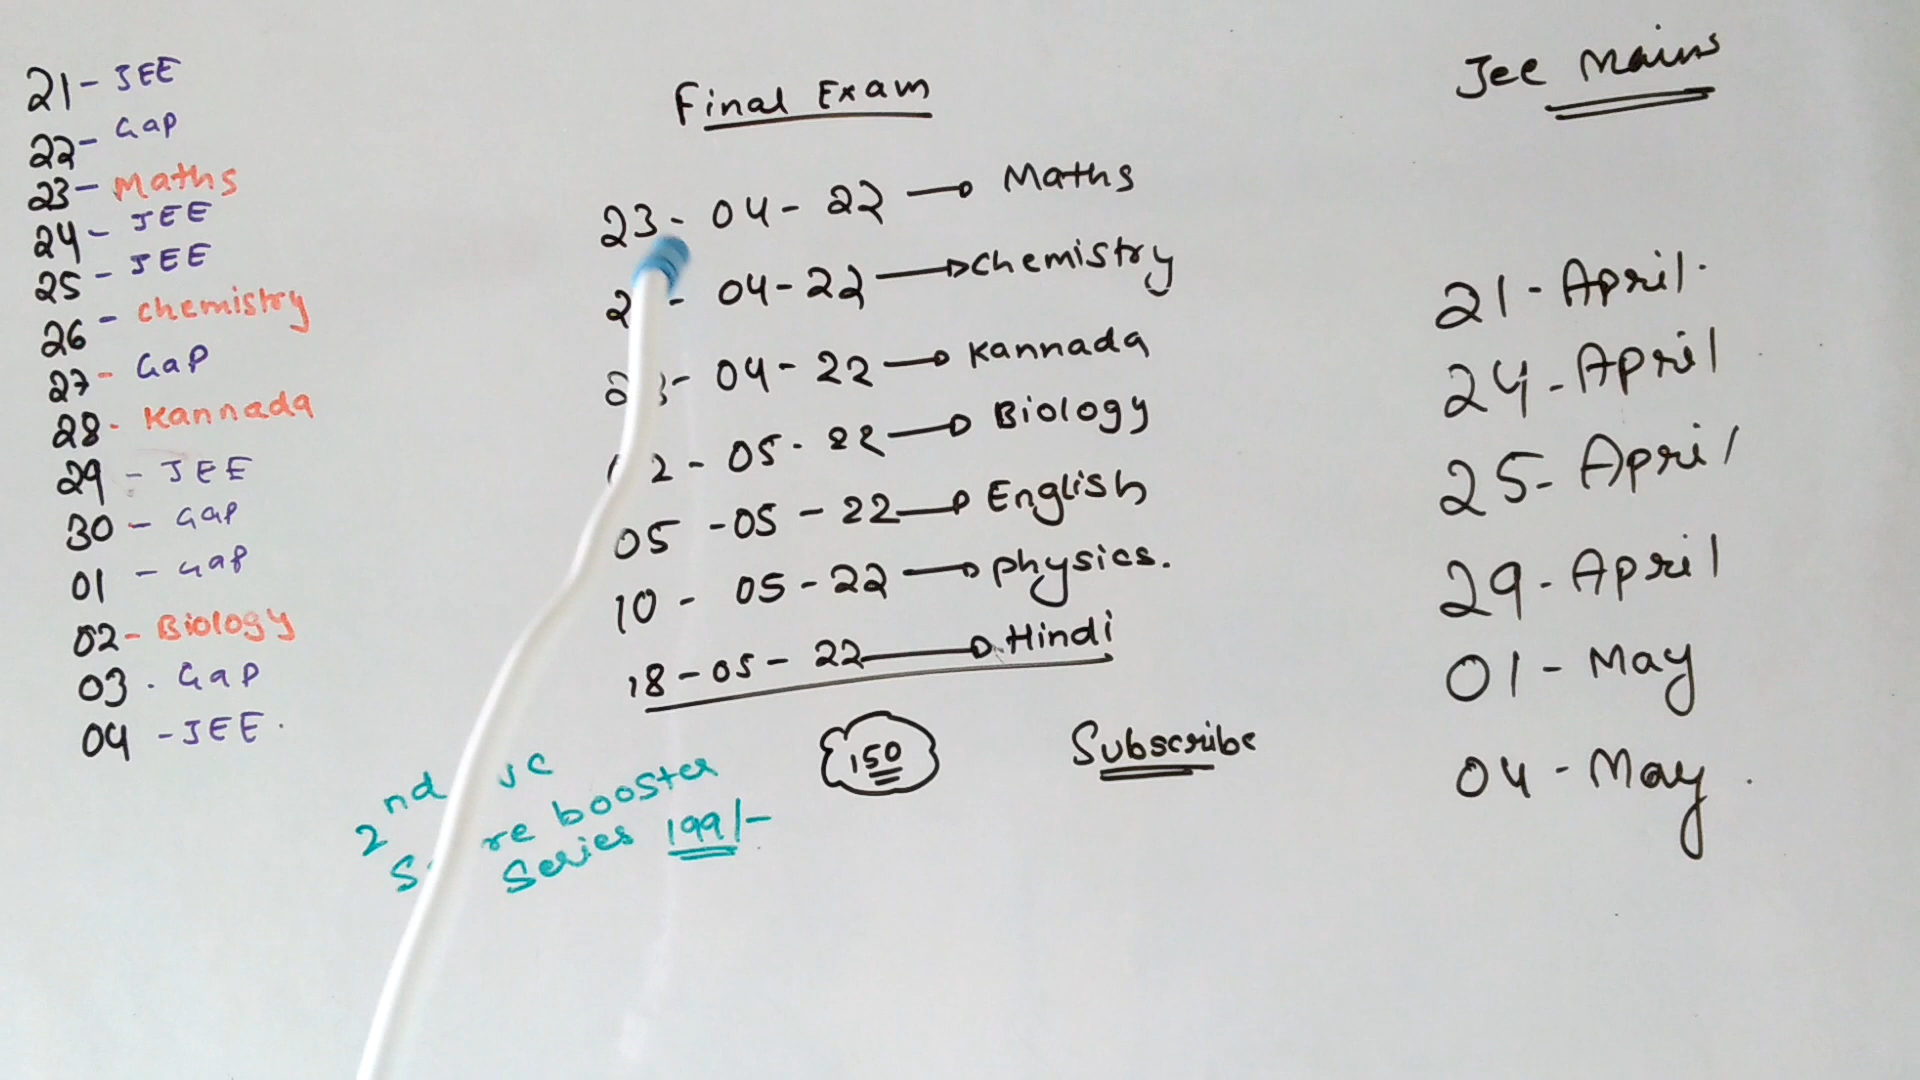 21 - JEE
22 - Gap
23 - Maths
24 - JEE
25 - JEE
26 - chemistry
27 - Gap
28 - Kannada
29 - JEE
30 - Gap
01 - Gap
02 - Biology
03 - Gap
04 - JEE.
Final Exam
23 - 04 - 22 → Maths
- 04 - 22 → chemistry
- 04 - 22 → Kannada
2 - 05 - 22 → Biology
05 - 05 - 22 → English
10 - 05 - 22 → physics.
18 - 05 - 22 → Hindi
150
Subscribe
2nd
booster
Series 199/-
Jee Mains
21 - April.
24 - April
25 - April
29 - April
01 - May
04 - May.